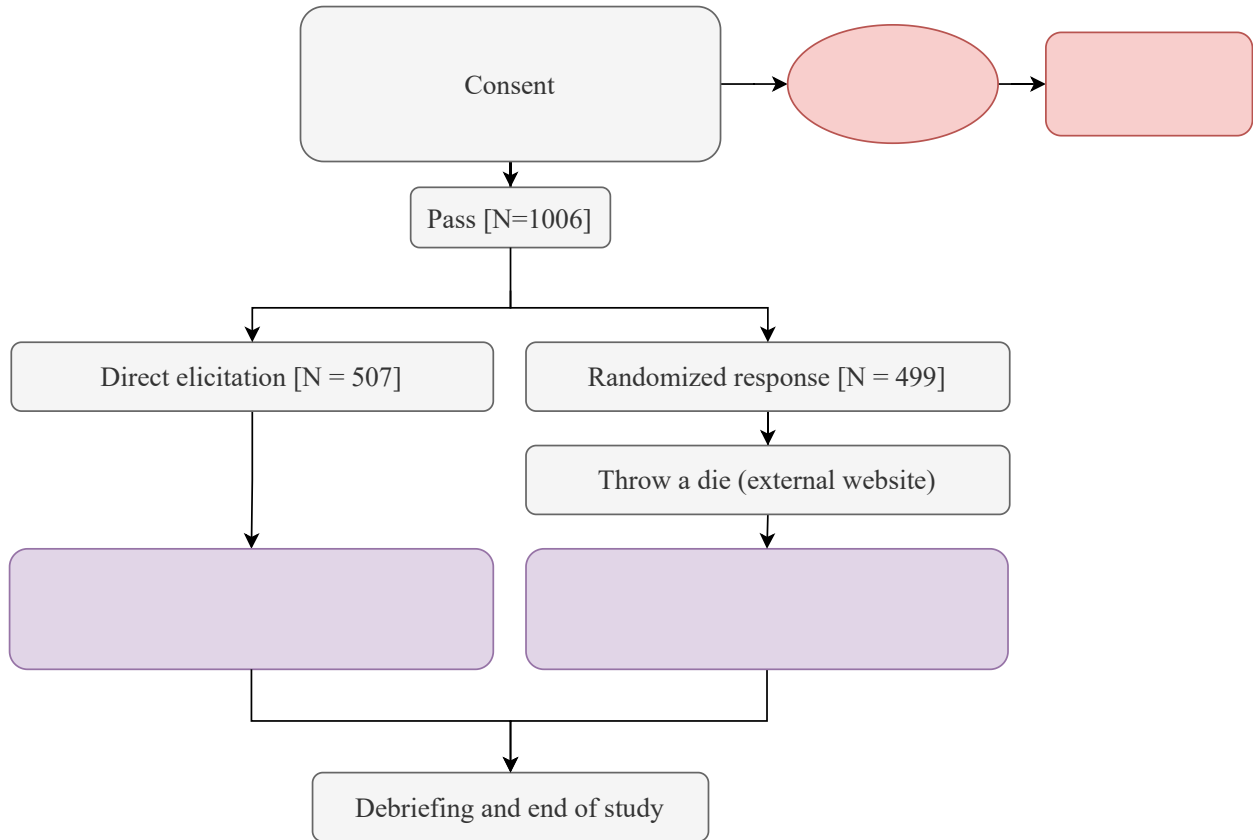 Consent
Pass [N=1006]
Direct elicitation [N = 507]
Randomized response [N = 499]
Throw a die (external website)
Debriefing and end of study